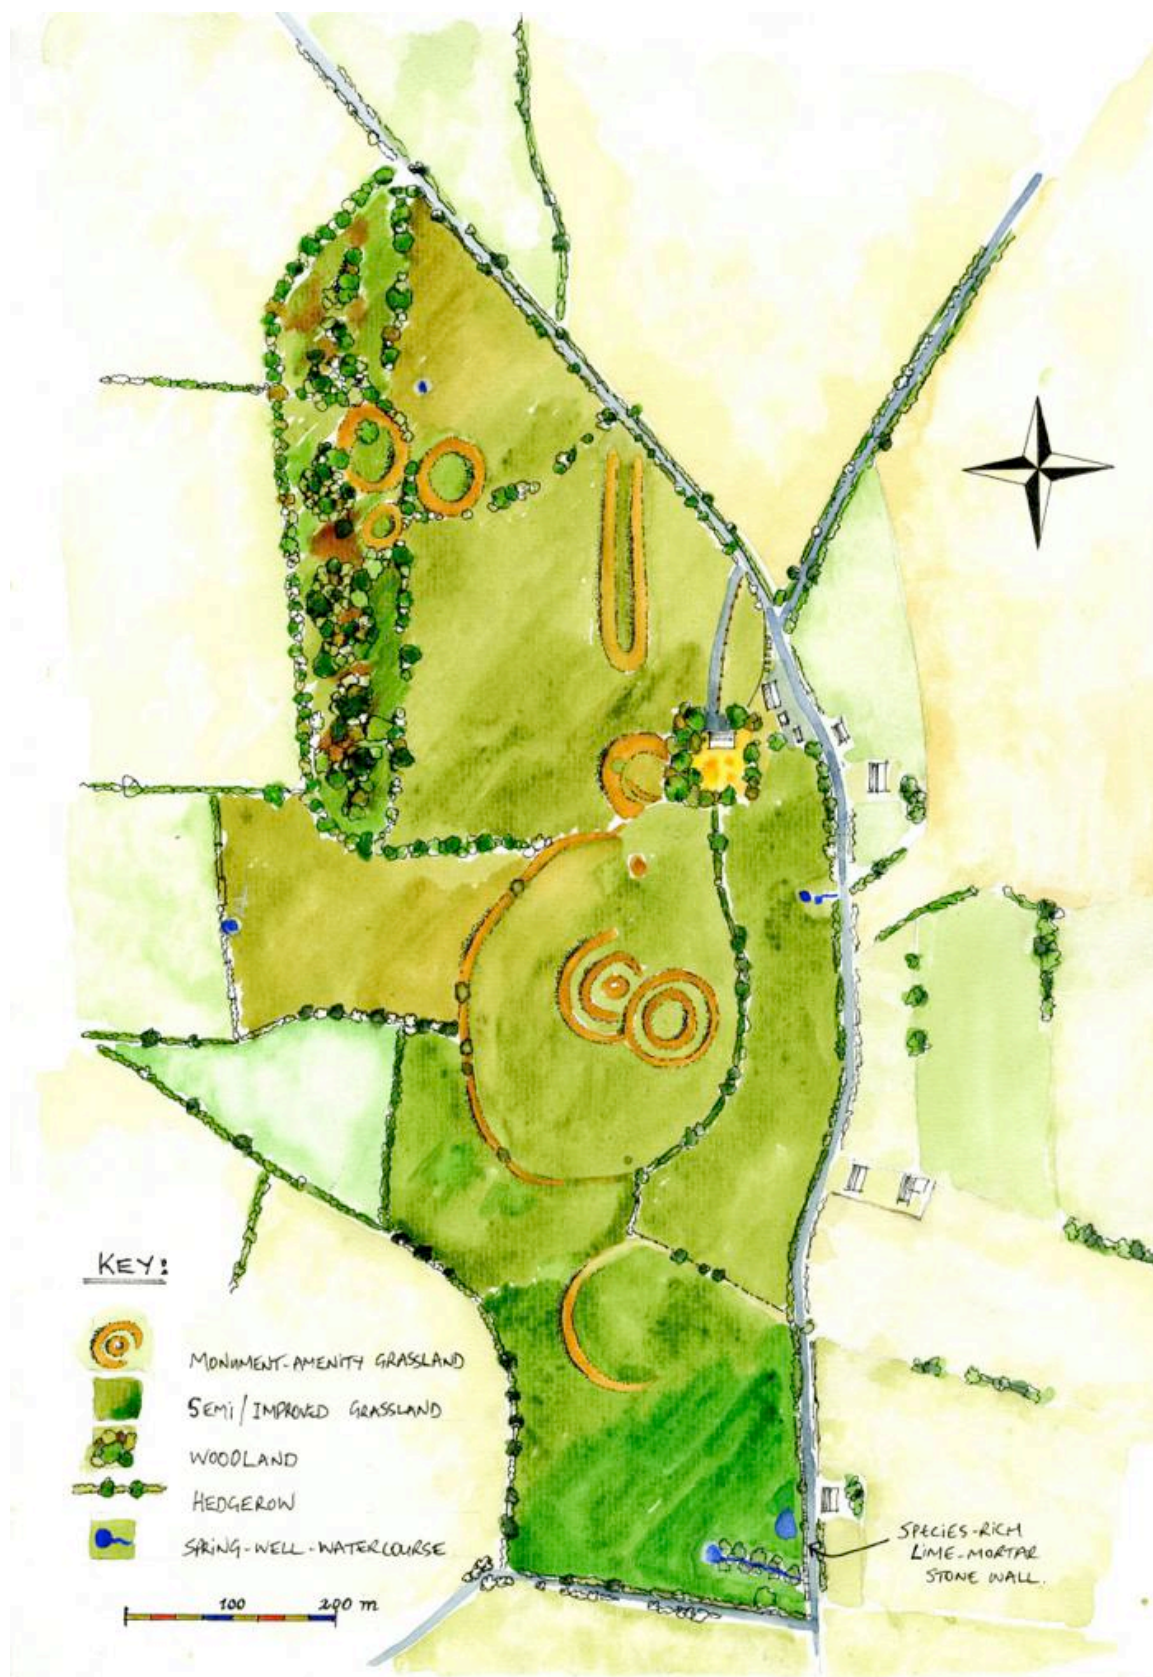 KEY:
MONUMENT-AMENITY GRASSLAND
SEMI/IMPROVED GRASSLAND
WOODLAND
HEDGEROW
SPRING-WELL-WATERCOURSE
100 200 m
SPECIES-RICH
LIME-MORTAR
STONE WALL.